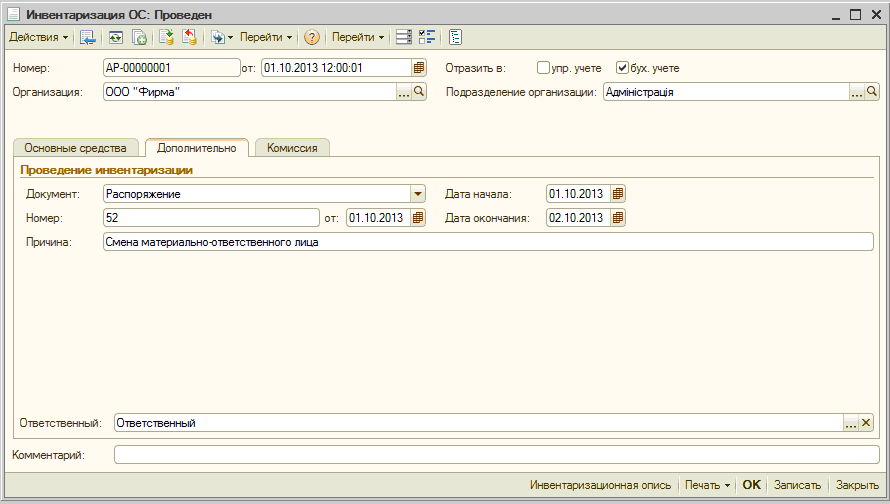 Инвентаризация ОС: Проведен
Действия Перейти Перейти
Номер: АР-00000001 от: 01.10.2013 12:00:01 Отразить в: упр. учете бух. учете
Организация: ООО "Фирма" ... Подразделение организации: Адміністрація ...
Основные средства Дополнительно Комиссия
Проведение инвентаризации
Документ: Распоряжение Дата начала: 01.10.2013
Номер: 52 от: 01.10.2013 Дата окончания: 02.10.2013
Причина: Смена материально-ответственного лица
Ответственный: Ответственный ...
Комментарий:
Инвентаризационная опись Печать OK Записать Закрыть